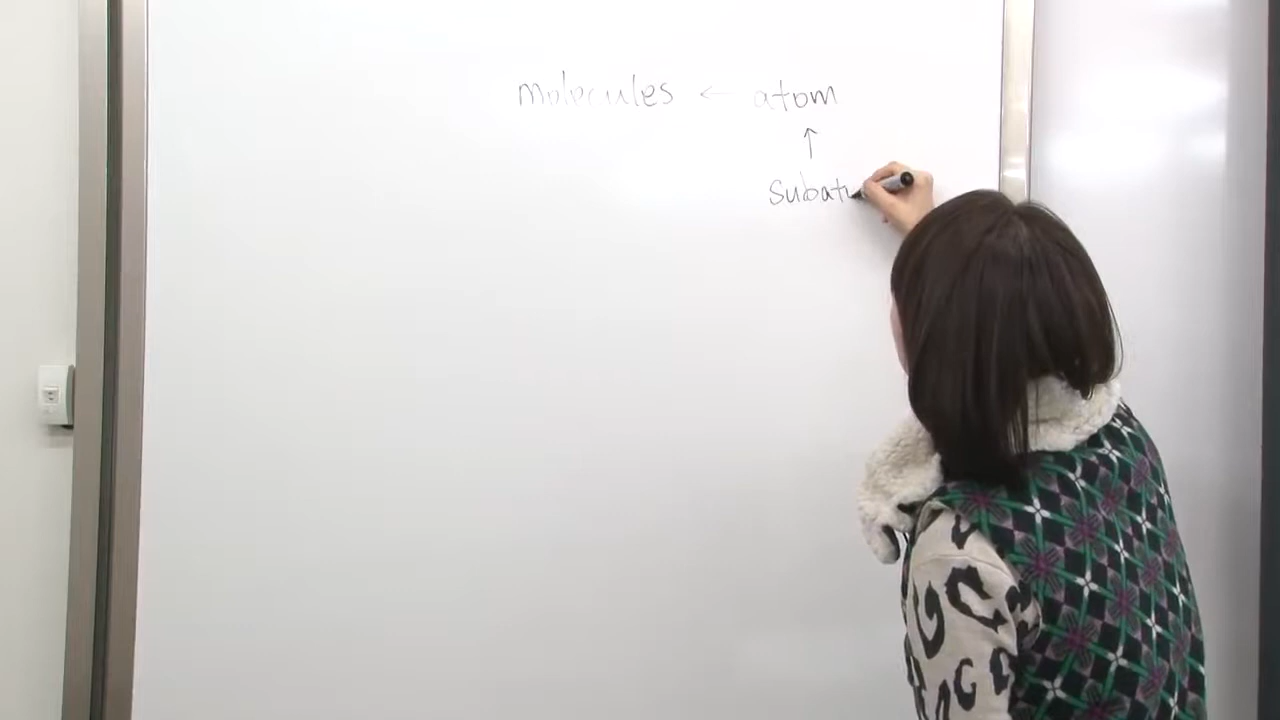 molecules ← atom
↑
subat